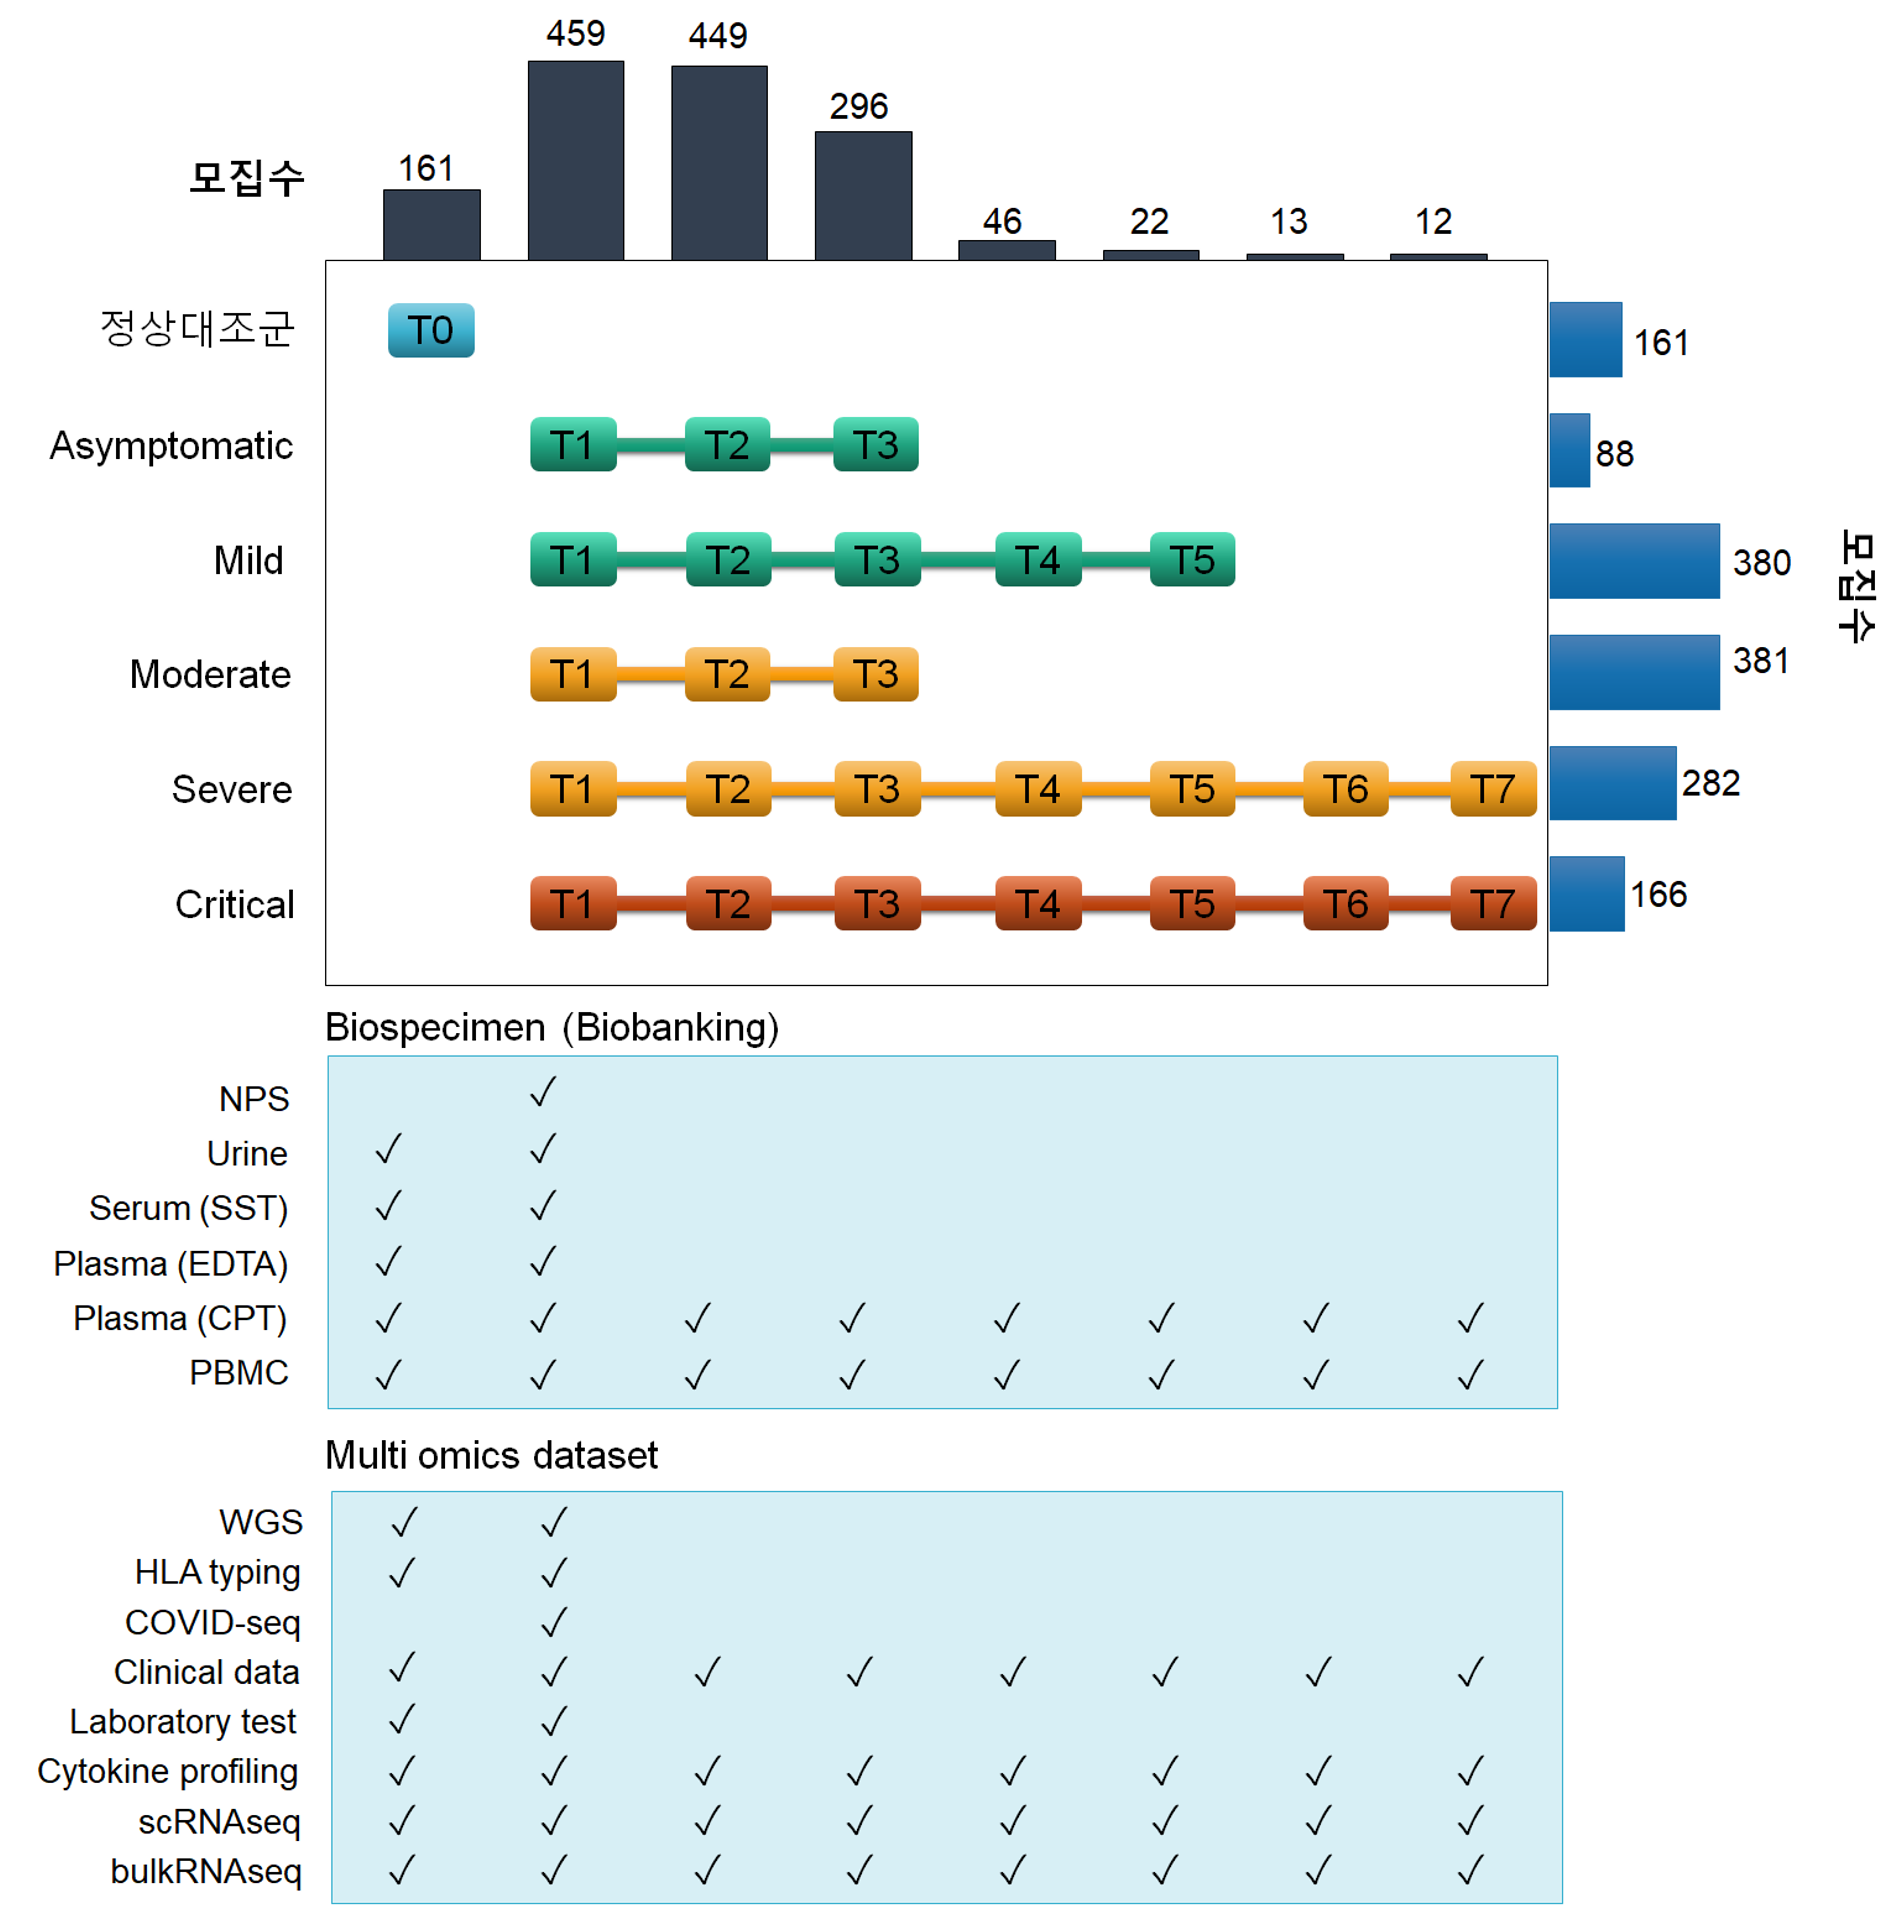 459
449
296
161
모집수
46
22
13
12
정상대조군
T0
161
Asymptomatic
T1 T2 T3
88
Mild
T1 T2 T3 T4 T5
380
모집수
Moderate
T1 T2 T3
381
Severe
T1 T2 T3 T4 T5 T6 T7
282
Critical
T1 T2 T3 T4 T5 T6 T7
166
Biospecimen (Biobanking)
NPS ✓
Urine ✓ ✓
Serum (SST) ✓ ✓
Plasma (EDTA) ✓ ✓
Plasma (CPT) ✓ ✓ ✓ ✓ ✓ ✓ ✓ ✓
PBMC ✓ ✓ ✓ ✓ ✓ ✓ ✓ ✓
Multi omics dataset
WGS ✓ ✓
HLA typing ✓ ✓
COVID-seq ✓
Clinical data ✓ ✓ ✓ ✓ ✓ ✓ ✓ ✓
Laboratory test ✓ ✓
Cytokine profiling ✓ ✓ ✓ ✓ ✓ ✓ ✓ ✓
scRNAseq ✓ ✓ ✓ ✓ ✓ ✓ ✓ ✓
bulkRNAseq ✓ ✓ ✓ ✓ ✓ ✓ ✓ ✓